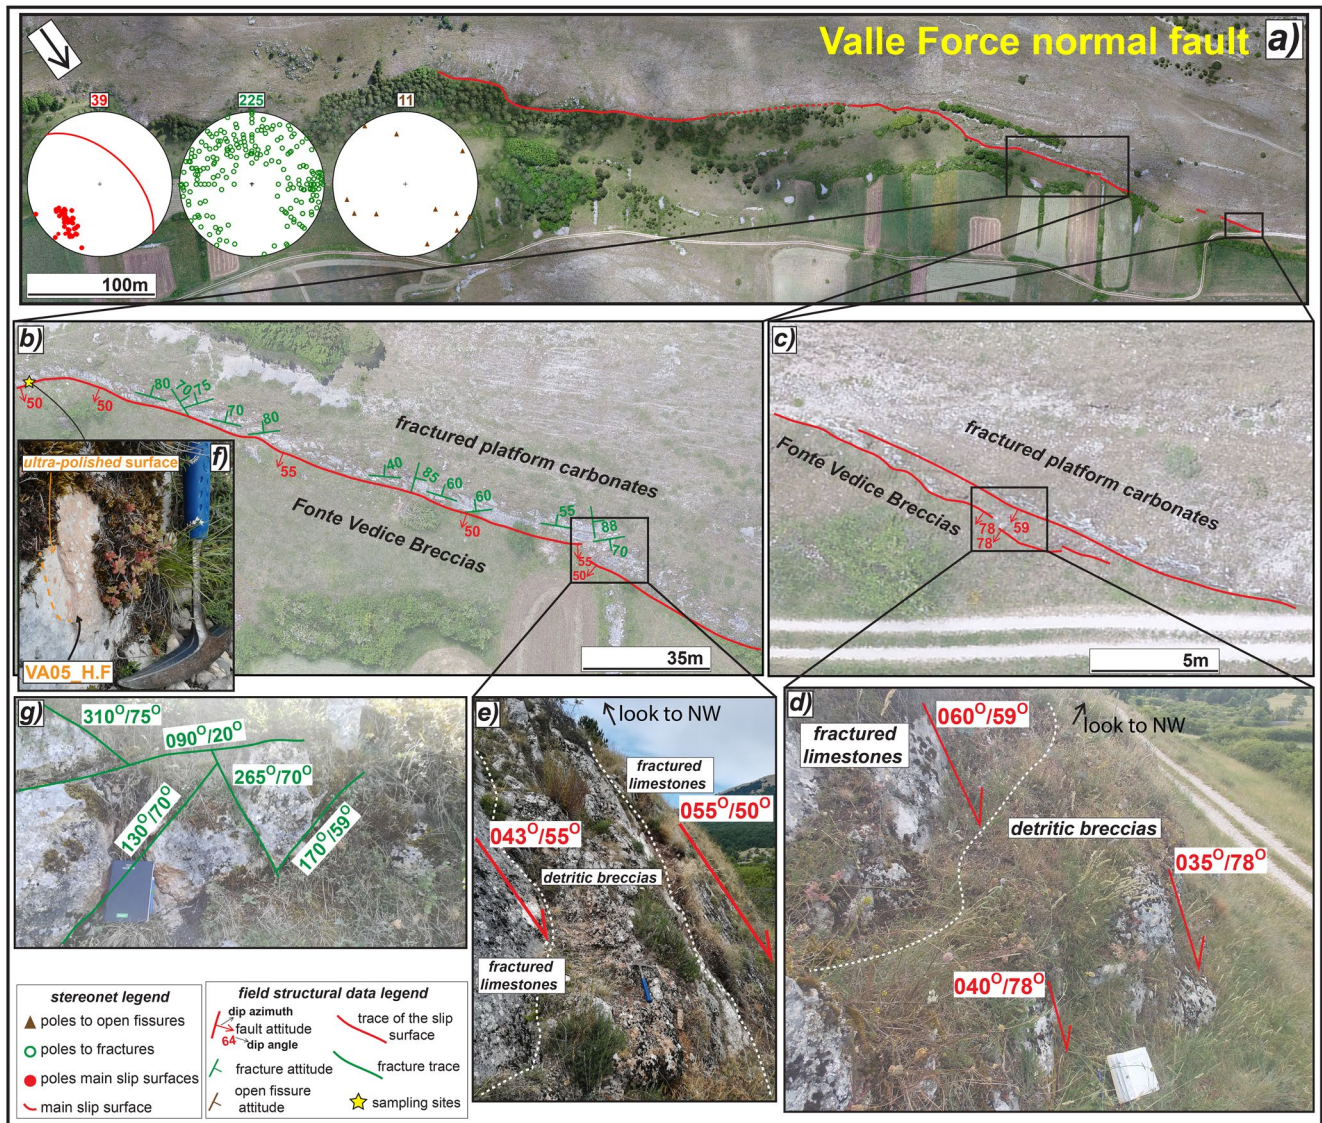 Valle Force normal fault
a)
39
225
11
100m
b)
50
50
80
70
75
70
80
55
40
85
60
60
50
55
88
70
55
50
fractured platform carbonates
Fonte Vedice Breccias
35m
c)
fractured platform carbonates
Fonte Vedice Breccias
78
78
59
5m
f)
ultra-polished surface
VA05_H.F
g)
310°/75°
090°/20°
265°/70°
130°/70°
170°/59°
e)
look to NW
fractured
limestones
055°/50°
043°/55°
detritic breccias
fractured
limestones
d)
060°/59°
look to NW
fractured
limestones
detritic breccias
035°/78°
040°/78°
stereonet legend
poles to open fissures
poles to fractures
poles main slip surfaces
main slip surface
field structural data legend
dip azimuth
fault attitude
64
dip angle
fracture attitude
open fissure
attitude
trace of the slip
surface
fracture trace
sampling sites